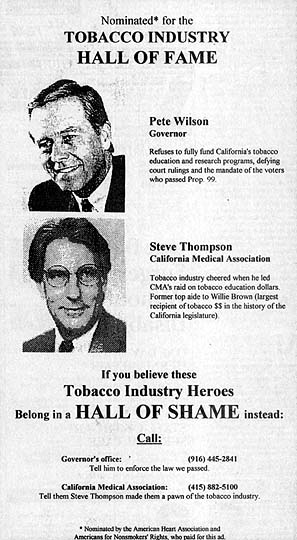 Nominated* for the
TOBACCO INDUSTRY
HALL OF FAME
Pete Wilson
Governor
Refuses to fully fund California's tobacco
education and research programs, defying
court rulings and the mandate of the voters
who passed Prop. 99.
Steve Thompson
California Medical Association
Tobacco industry cheered when he led
CMA's raid on tobacco education dollars.
Former top aide to Willie Brown (largest
recipient of tobacco $$ in the history of the
California legislature).
If you believe these
Tobacco Industry Heroes
Belong in a HALL OF SHAME instead:
Call:
Governor's office: (916) 445-2841
Tell him to enforce the law we passed.
California Medical Association: (415) 882-5100
Tell them Steve Thompson made them a pawn of the tobacco industry.
* Nominated by the American Heart Association and
Americans for Nonsmokers' Rights, who paid for this ad.